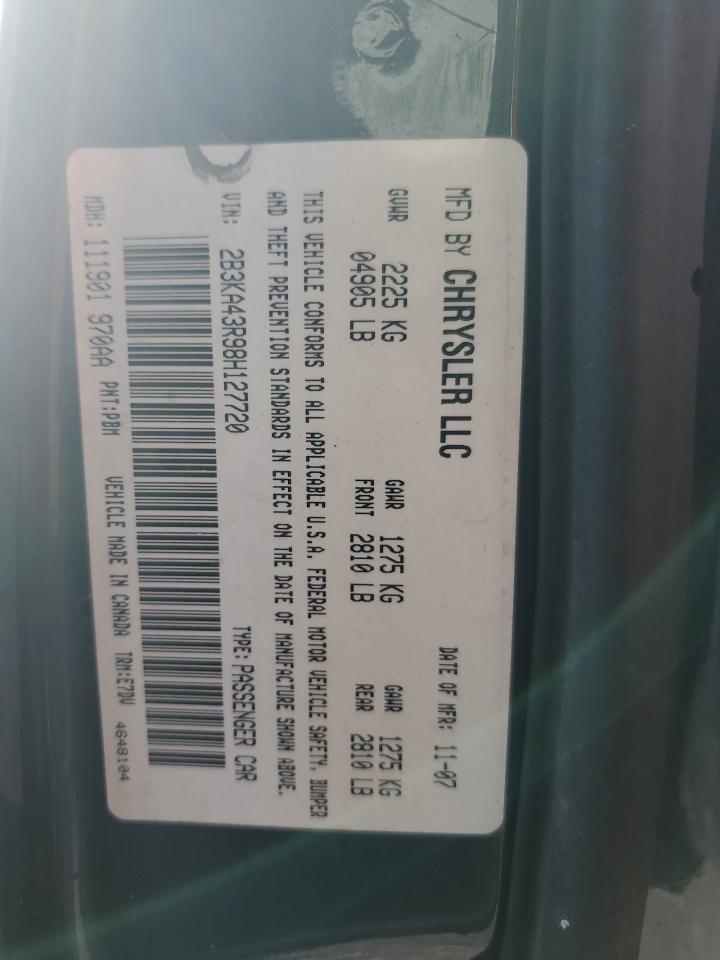 MFD BY CHRYSLER LLC DATE OF MFR: 11-07
GVWR 2225 KG GAWR 1275 KG GAWR 1275 KG
04905 LB FRONT 2810 LB REAR 2810 LB
THIS VEHICLE CONFORMS TO ALL APPLICABLE U.S.A. FEDERAL MOTOR VEHICLE SAFETY, BUMPER
AND THEFT PREVENTION STANDARDS IN EFFECT ON THE DATE OF MANUFACTURE SHOWN ABOVE.
VIN: 2B3KA43R98H127720 TYPE: PASSENGER CAR
MDH: 111901 970AA PNT:PBM VEHICLE MADE IN CANADA TRM:E7DV 4648104